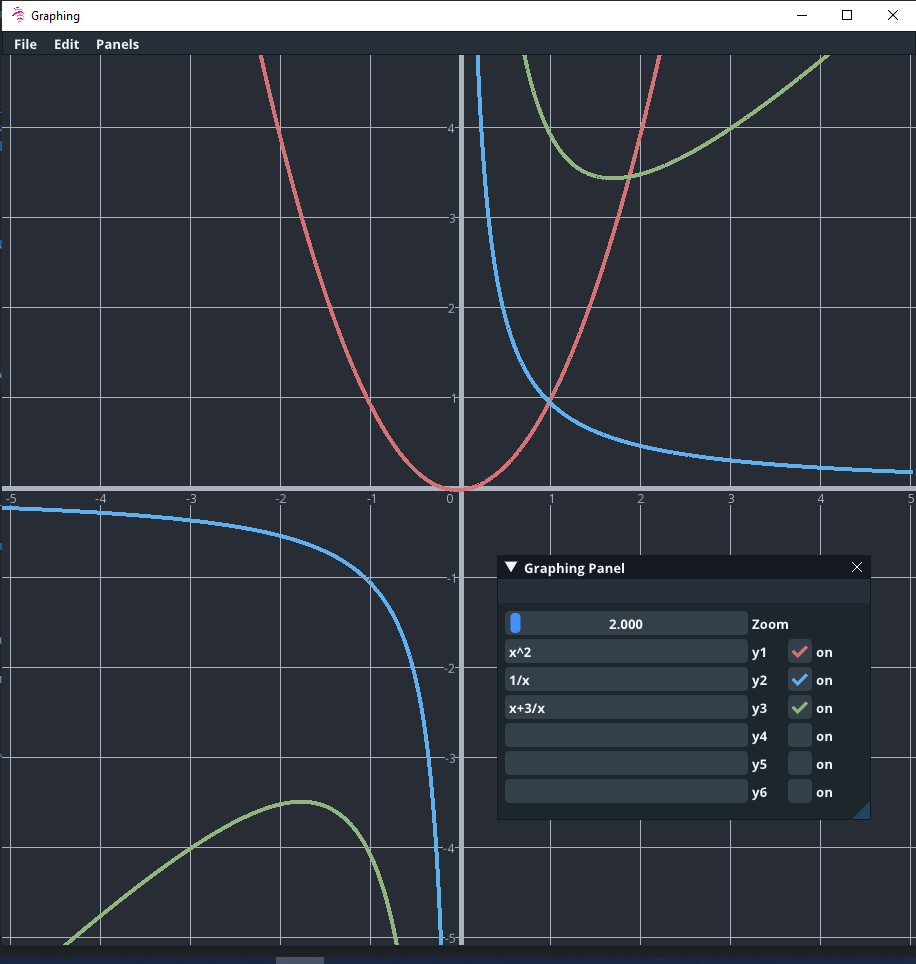 Graphing
File Edit Panels
4
3
2
1
-5 -4 -3 -2 -1 0 1 2 3 4 5
-1
-2
-3
-4
-5
Graphing Panel
2.000 Zoom
x^2 y1 on
1/x y2 on
x+3/x y3 on
y4 on
y5 on
y6 on